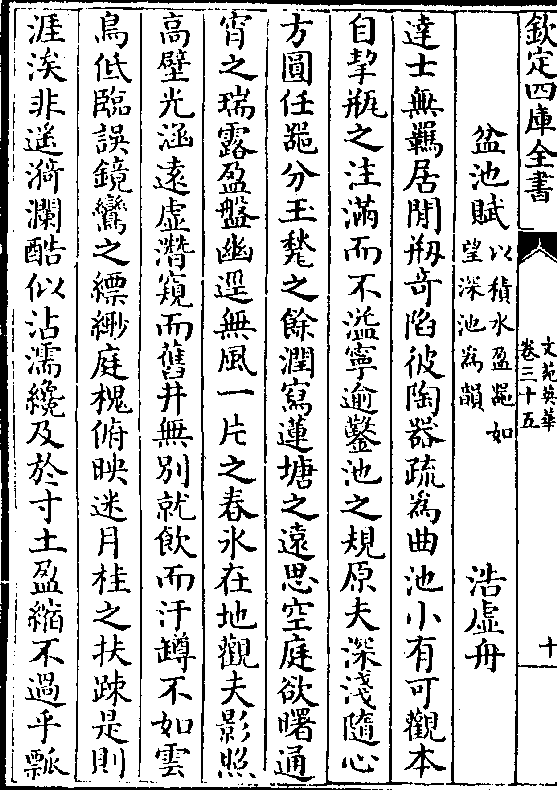 欽定四庫全書
文苑英華
卷三十五
十
盆池賦
以積水盈器如
望深池為韻
浩虛舟
達士無羈居閒剏奇陷彼陶器疏為曲池小有可觀本
自挈瓶之注滿而不溢寧逾鑿池之規原夫深淺隨心
方圓任器分玉甃之餘潤寫蓮塘之遠思空庭欲曙通
宵之瑞露盈盤幽逕無風一片之春水在地觀夫影照
高壁光涵遠虛潛窺而舊井無別就飲而汙罇不如雲
鳥低臨誤鏡鸞之縹緲庭槐俯映迷月桂之扶踈是則
涯涘非遙漪瀾酷似沾濡纔及於寸土盈縮不過乎瓢